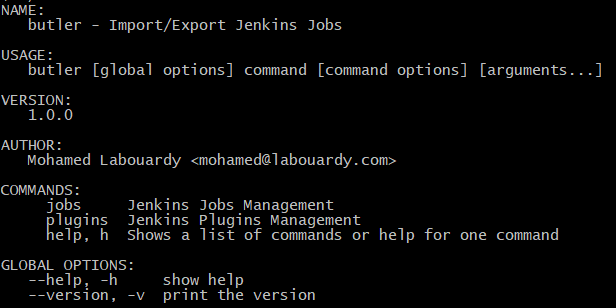 NAME:
butler - Import/Export Jenkins Jobs
USAGE:
butler [global options] command [command options] [arguments...]
VERSION:
1.0.0
AUTHOR:
Mohamed Labouardy <mohamed@labouardy.com>
COMMANDS:
jobs     Jenkins Jobs Management
plugins  Jenkins Plugins Management
help, h  Shows a list of commands or help for one command
GLOBAL OPTIONS:
--help, -h     show help
--version, -v  print the version